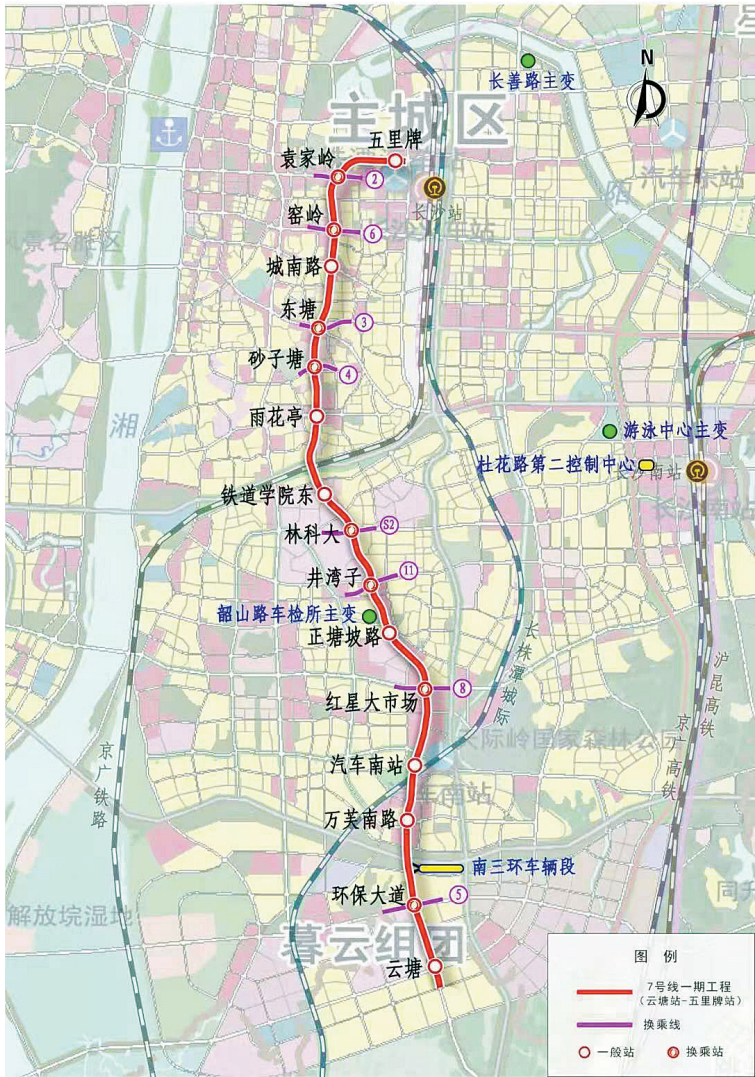 长善路主变
N
主城区
五里牌
袁家岭
2
汽车东站
长沙站
窑岭
6
城南路
东塘
3
砂子塘
4
湘
雨花亭
游泳中心主变
杜花路第二控制中心
长沙南站
铁道学院东
林科大
S2
井湾子
11
韶山路车检所主变
正塘坡路
长株潭城际
沪昆高铁
红星大市场
8
天际岭国家森林公园
京广铁路
京广高铁
汽车南站
万芙南路
南三环车辆段
环保大道
5
解放垸湿地
同升
暮云组团
云塘
图 例
7号线一期工程
(云塘站-五里牌站)
换乘线
一般站
换乘站